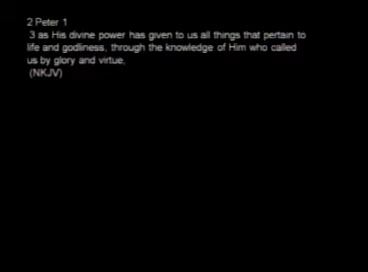 2 Peter 1
3 as His divine power has given to us all things that pertain to
life and godliness, through the knowledge of Him who called
us by glory and virtue,
(NKJV)